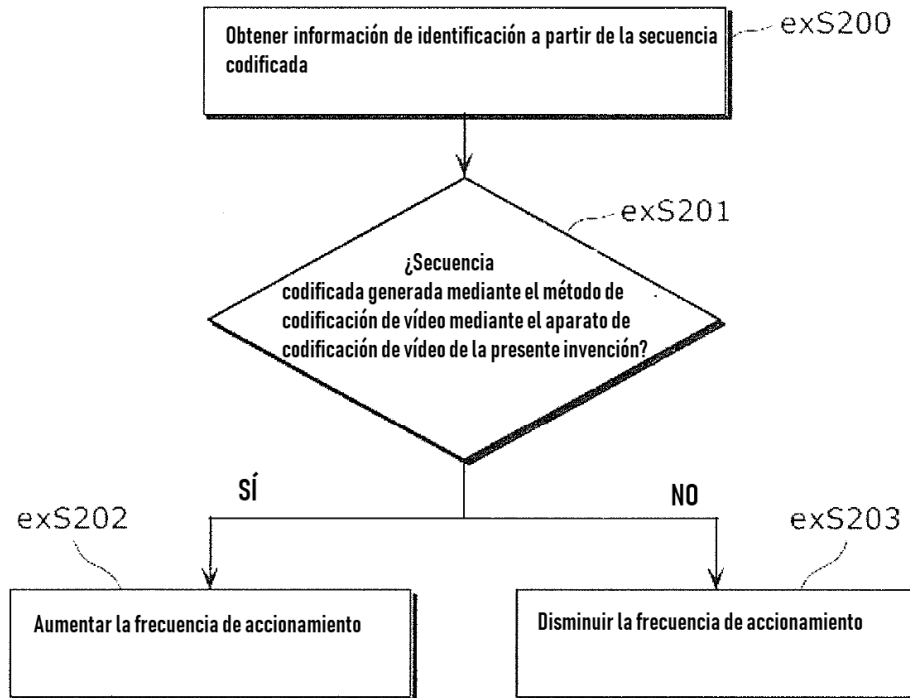 Obtener información de identificación a partir de la secuencia
codificada
exS200
exS201
¿Secuencia
codificada generada mediante el método de
codificación de vídeo mediante el aparato de
codificación de vídeo de la presente invención?
SÍ
NO
exS202
exS203
Aumentar la frecuencia de accionamiento
Disminuir la frecuencia de accionamiento